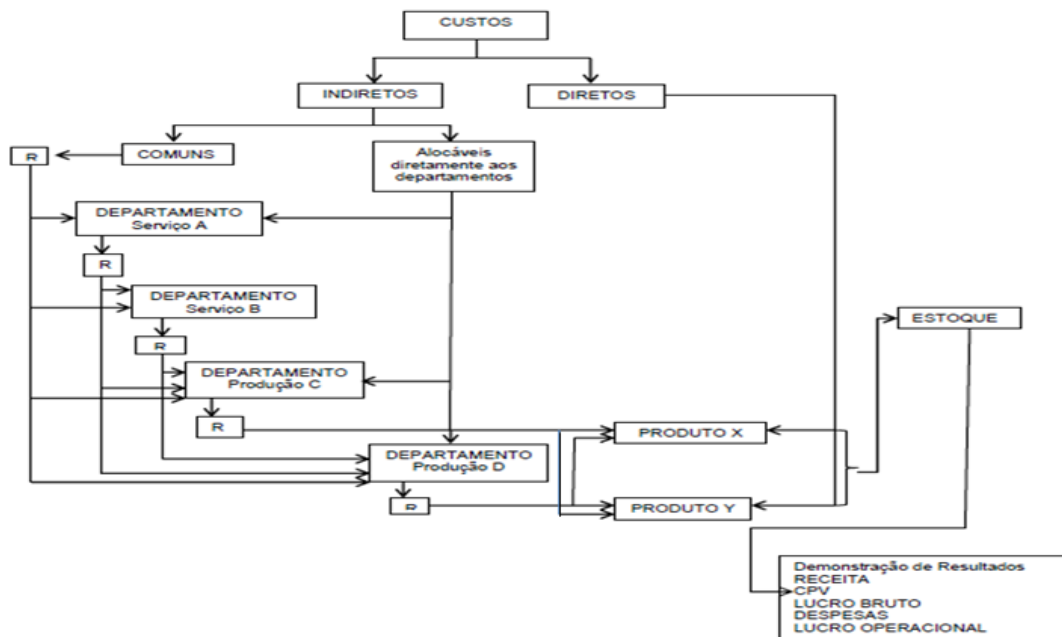 CUSTOS
INDIRETOS
DIRETOS
R
COMUNS
Alocáveis
diretamente aos
departamentos
DEPARTAMENTO
Serviço A
R
DEPARTAMENTO
Serviço B
R
DEPARTAMENTO
Produção C
R
DEPARTAMENTO
Produção D
R
PRODUTO X
PRODUTO Y
ESTOQUE
Demonstração de Resultados
RECEITA
CPV
LUCRO BRUTO
DESPESAS
LUCRO OPERACIONAL